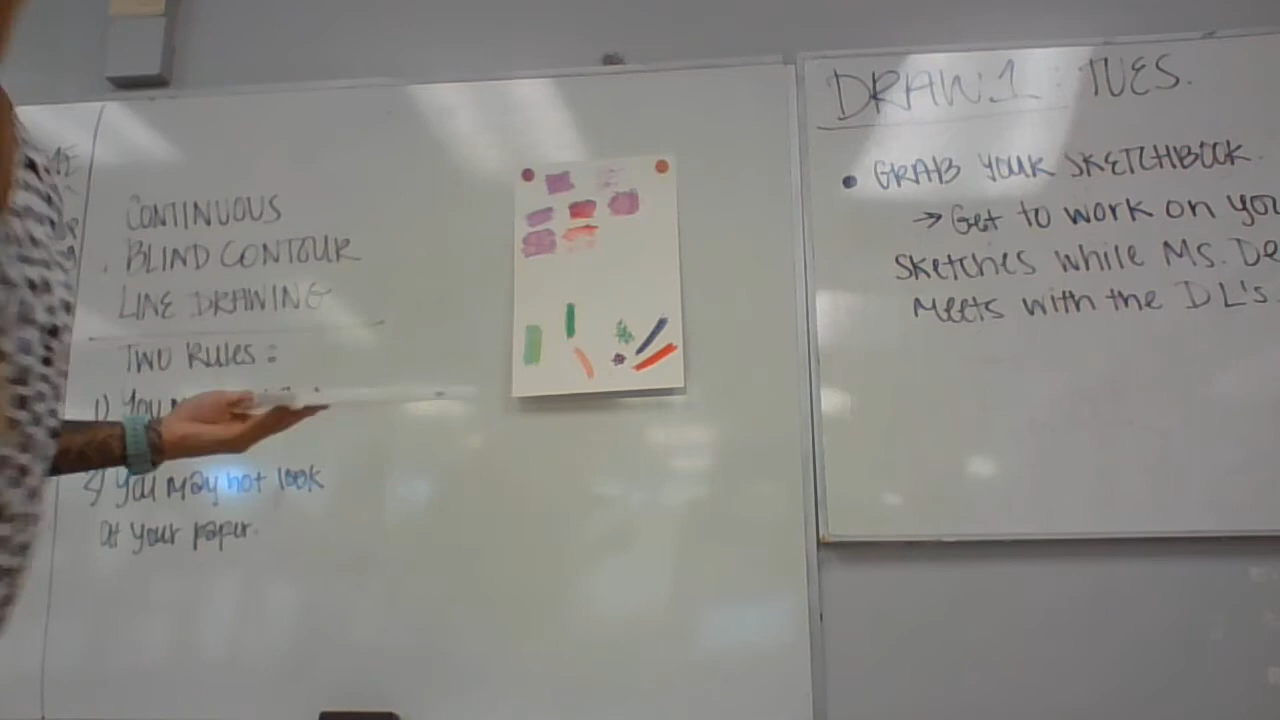 CONTINUOUS
BLIND CONTOUR
LINE DRAWING
TWO RULES:
1) You
2) You may not look
at your paper.
DRAW 1: TUES.
• GRAB YOUR SKETCHBOOK.
→ Get to work on
sketches while Ms.
meets with the DL's.